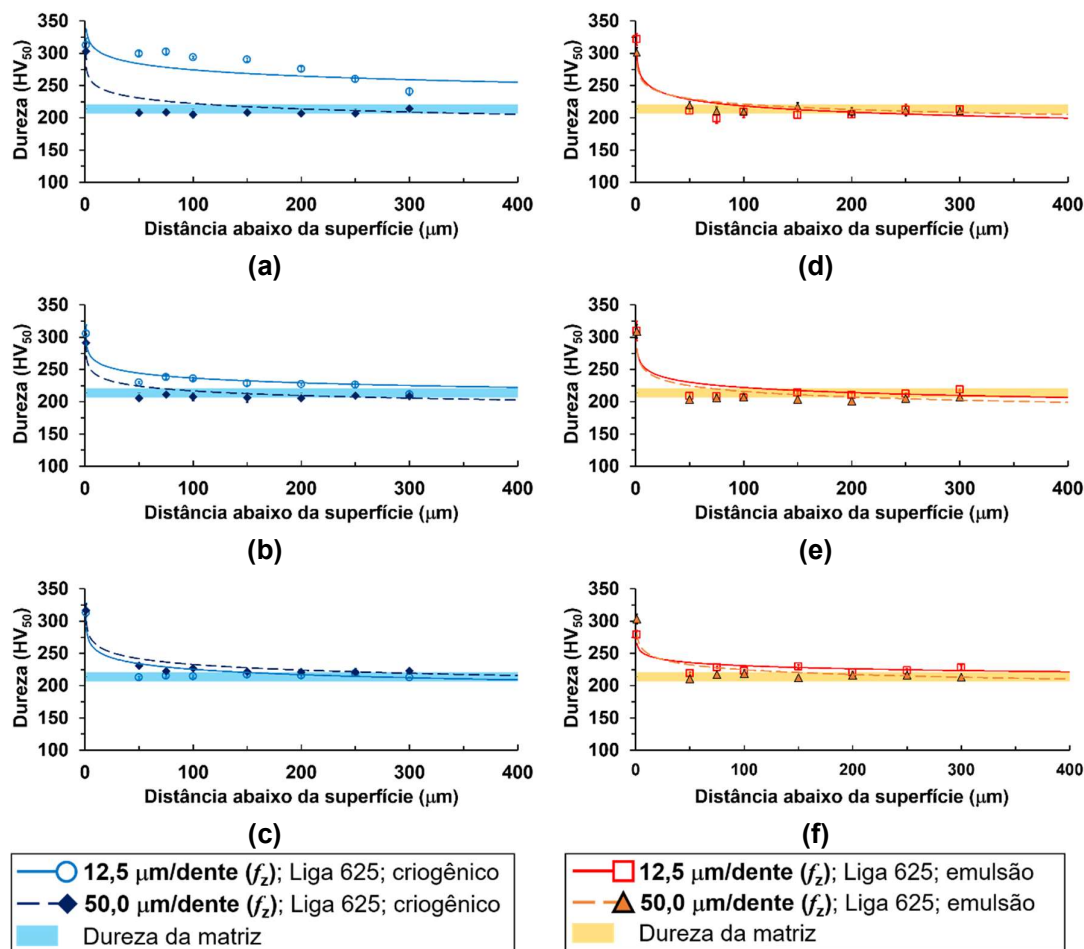 350
300
250
200
150
100
Dureza (HV50)
0 100 200 300 400
Distância abaixo da superfície (μm)
(a)
350
300
250
200
150
100
Dureza (HV50)
0 100 200 300 400
Distância abaixo da superfície (μm)
(d)
350
300
250
200
150
100
Dureza (HV50)
0 100 200 300 400
Distância abaixo da superfície (μm)
(b)
350
300
250
200
150
100
Dureza (HV50)
0 100 200 300 400
Distância abaixo da superfície (μm)
(e)
350
300
250
200
150
100
Dureza (HV50)
0 100 200 300 400
Distância abaixo da superfície (μm)
(c)
350
300
250
200
150
100
Dureza (HV50)
0 100 200 300 400
Distância abaixo da superfície (μm)
(f)
12,5 μm/dente (fz); Liga 625; criogênico
50,0 μm/dente (fz); Liga 625; criogênico
Dureza da matriz
12,5 μm/dente (fz); Liga 625; emulsão
50,0 μm/dente (fz); Liga 625; emulsão
Dureza da matriz